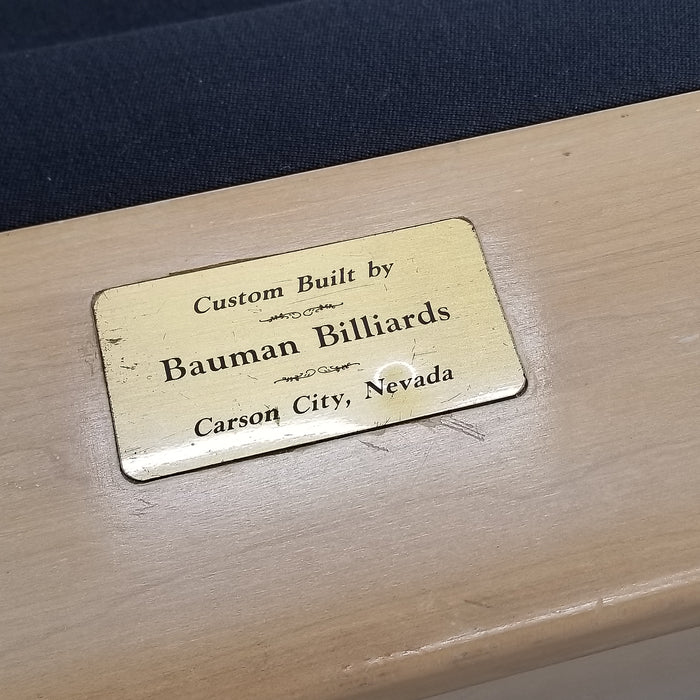 Custom Built by
Bauman Billiards
Carson City, Nevada